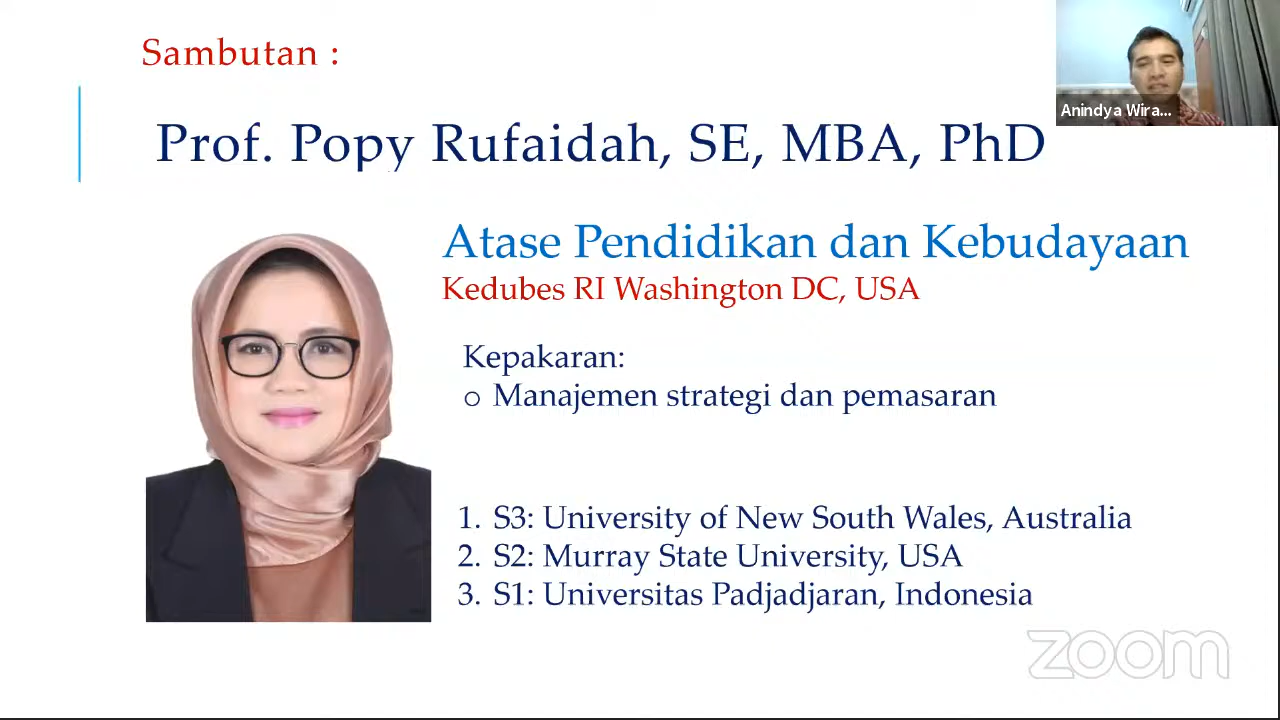 Sambutan :
Prof. Popy Rufaidah, SE, MBA, PhD
Anindya Wira...
Atase Pendidikan dan Kebudayaan
Kedubes RI Washington DC, USA
Kepakaran:
o Manajemen strategi dan pemasaran
1. S3: University of New South Wales, Australia
2. S2: Murray State University, USA
3. S1: Universitas Padjadjaran, Indonesia
zoom